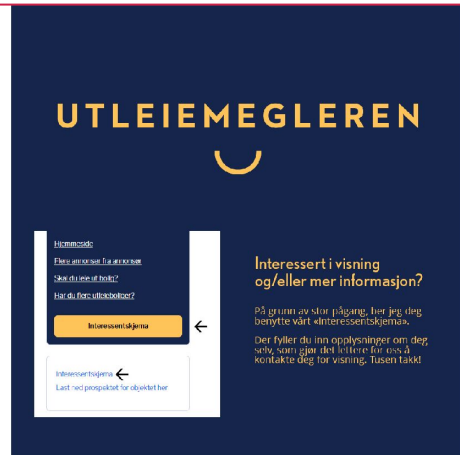 UTLEIEMEGLEREN
Hjemmeside
Flere annonser fra annonsør
Skal du leie ut bolig?
Har du flere utleieboliger?
Interessentskjema
Interessentskjema
Last ned prospektet for objektet her
Interessert i visning
og/eller mer informasjon?
På grunn av stor pågang, ber jeg deg
benytte vårt «Interessentskjema».
Der fyller du inn opplysninger om deg
selv, som gjør det lettere for oss å
kontakte deg for visning. Tusen takk!